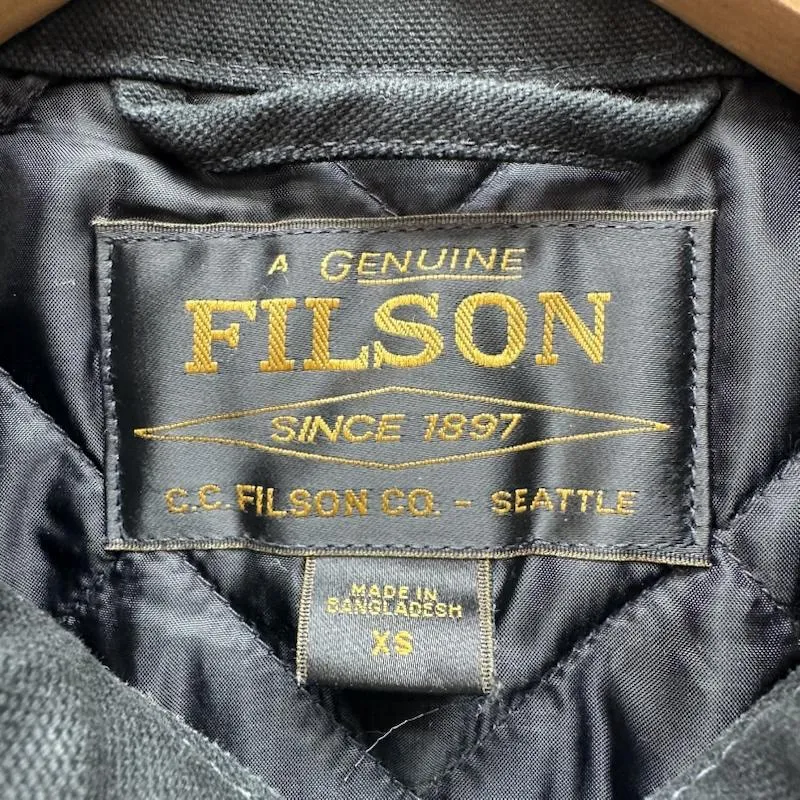 A GENUINE
FILSON
SINCE 1897
C.C. FILSON CO. - SEATTLE
MADE IN
BANGLADESH
XS